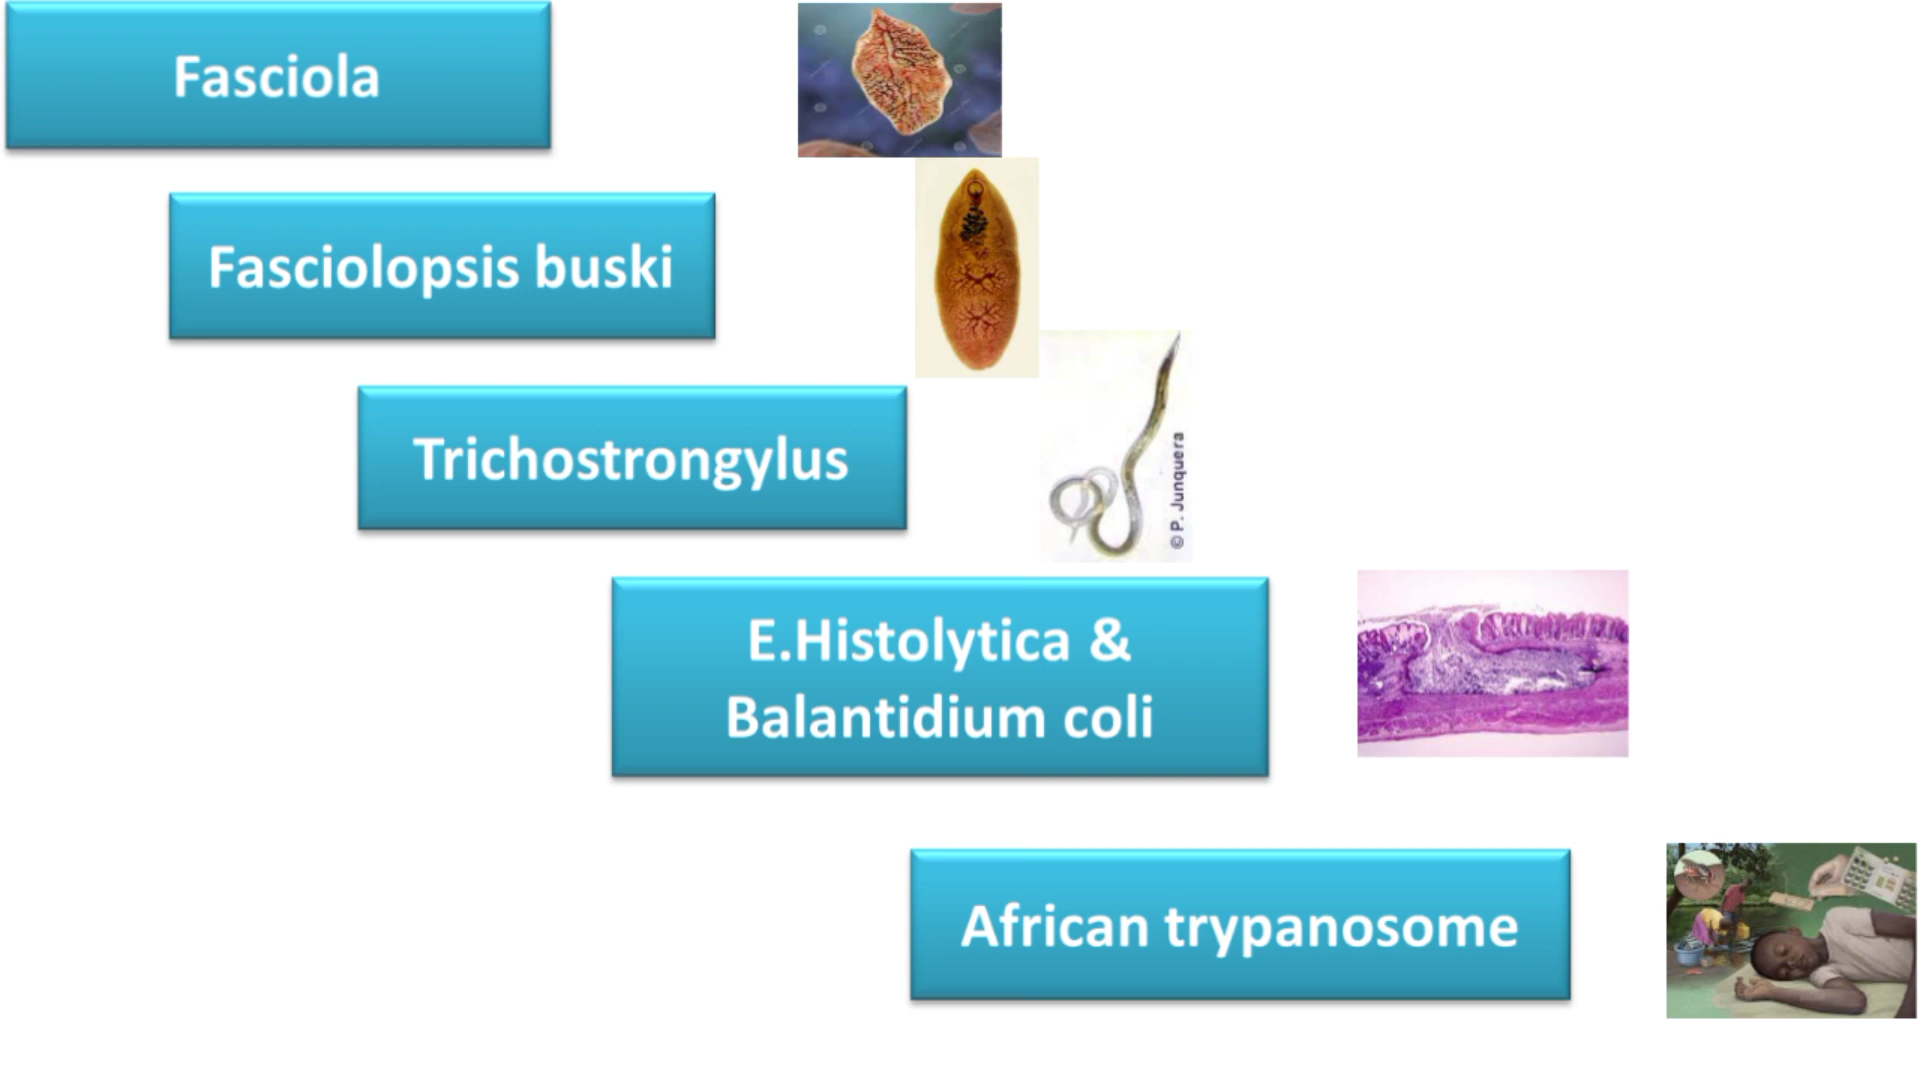 Fasciola
Fasciolopsis buski
Trichostrongylus
© P. Junquera
E.Histolytica &
Balantidium coli
African trypanosome